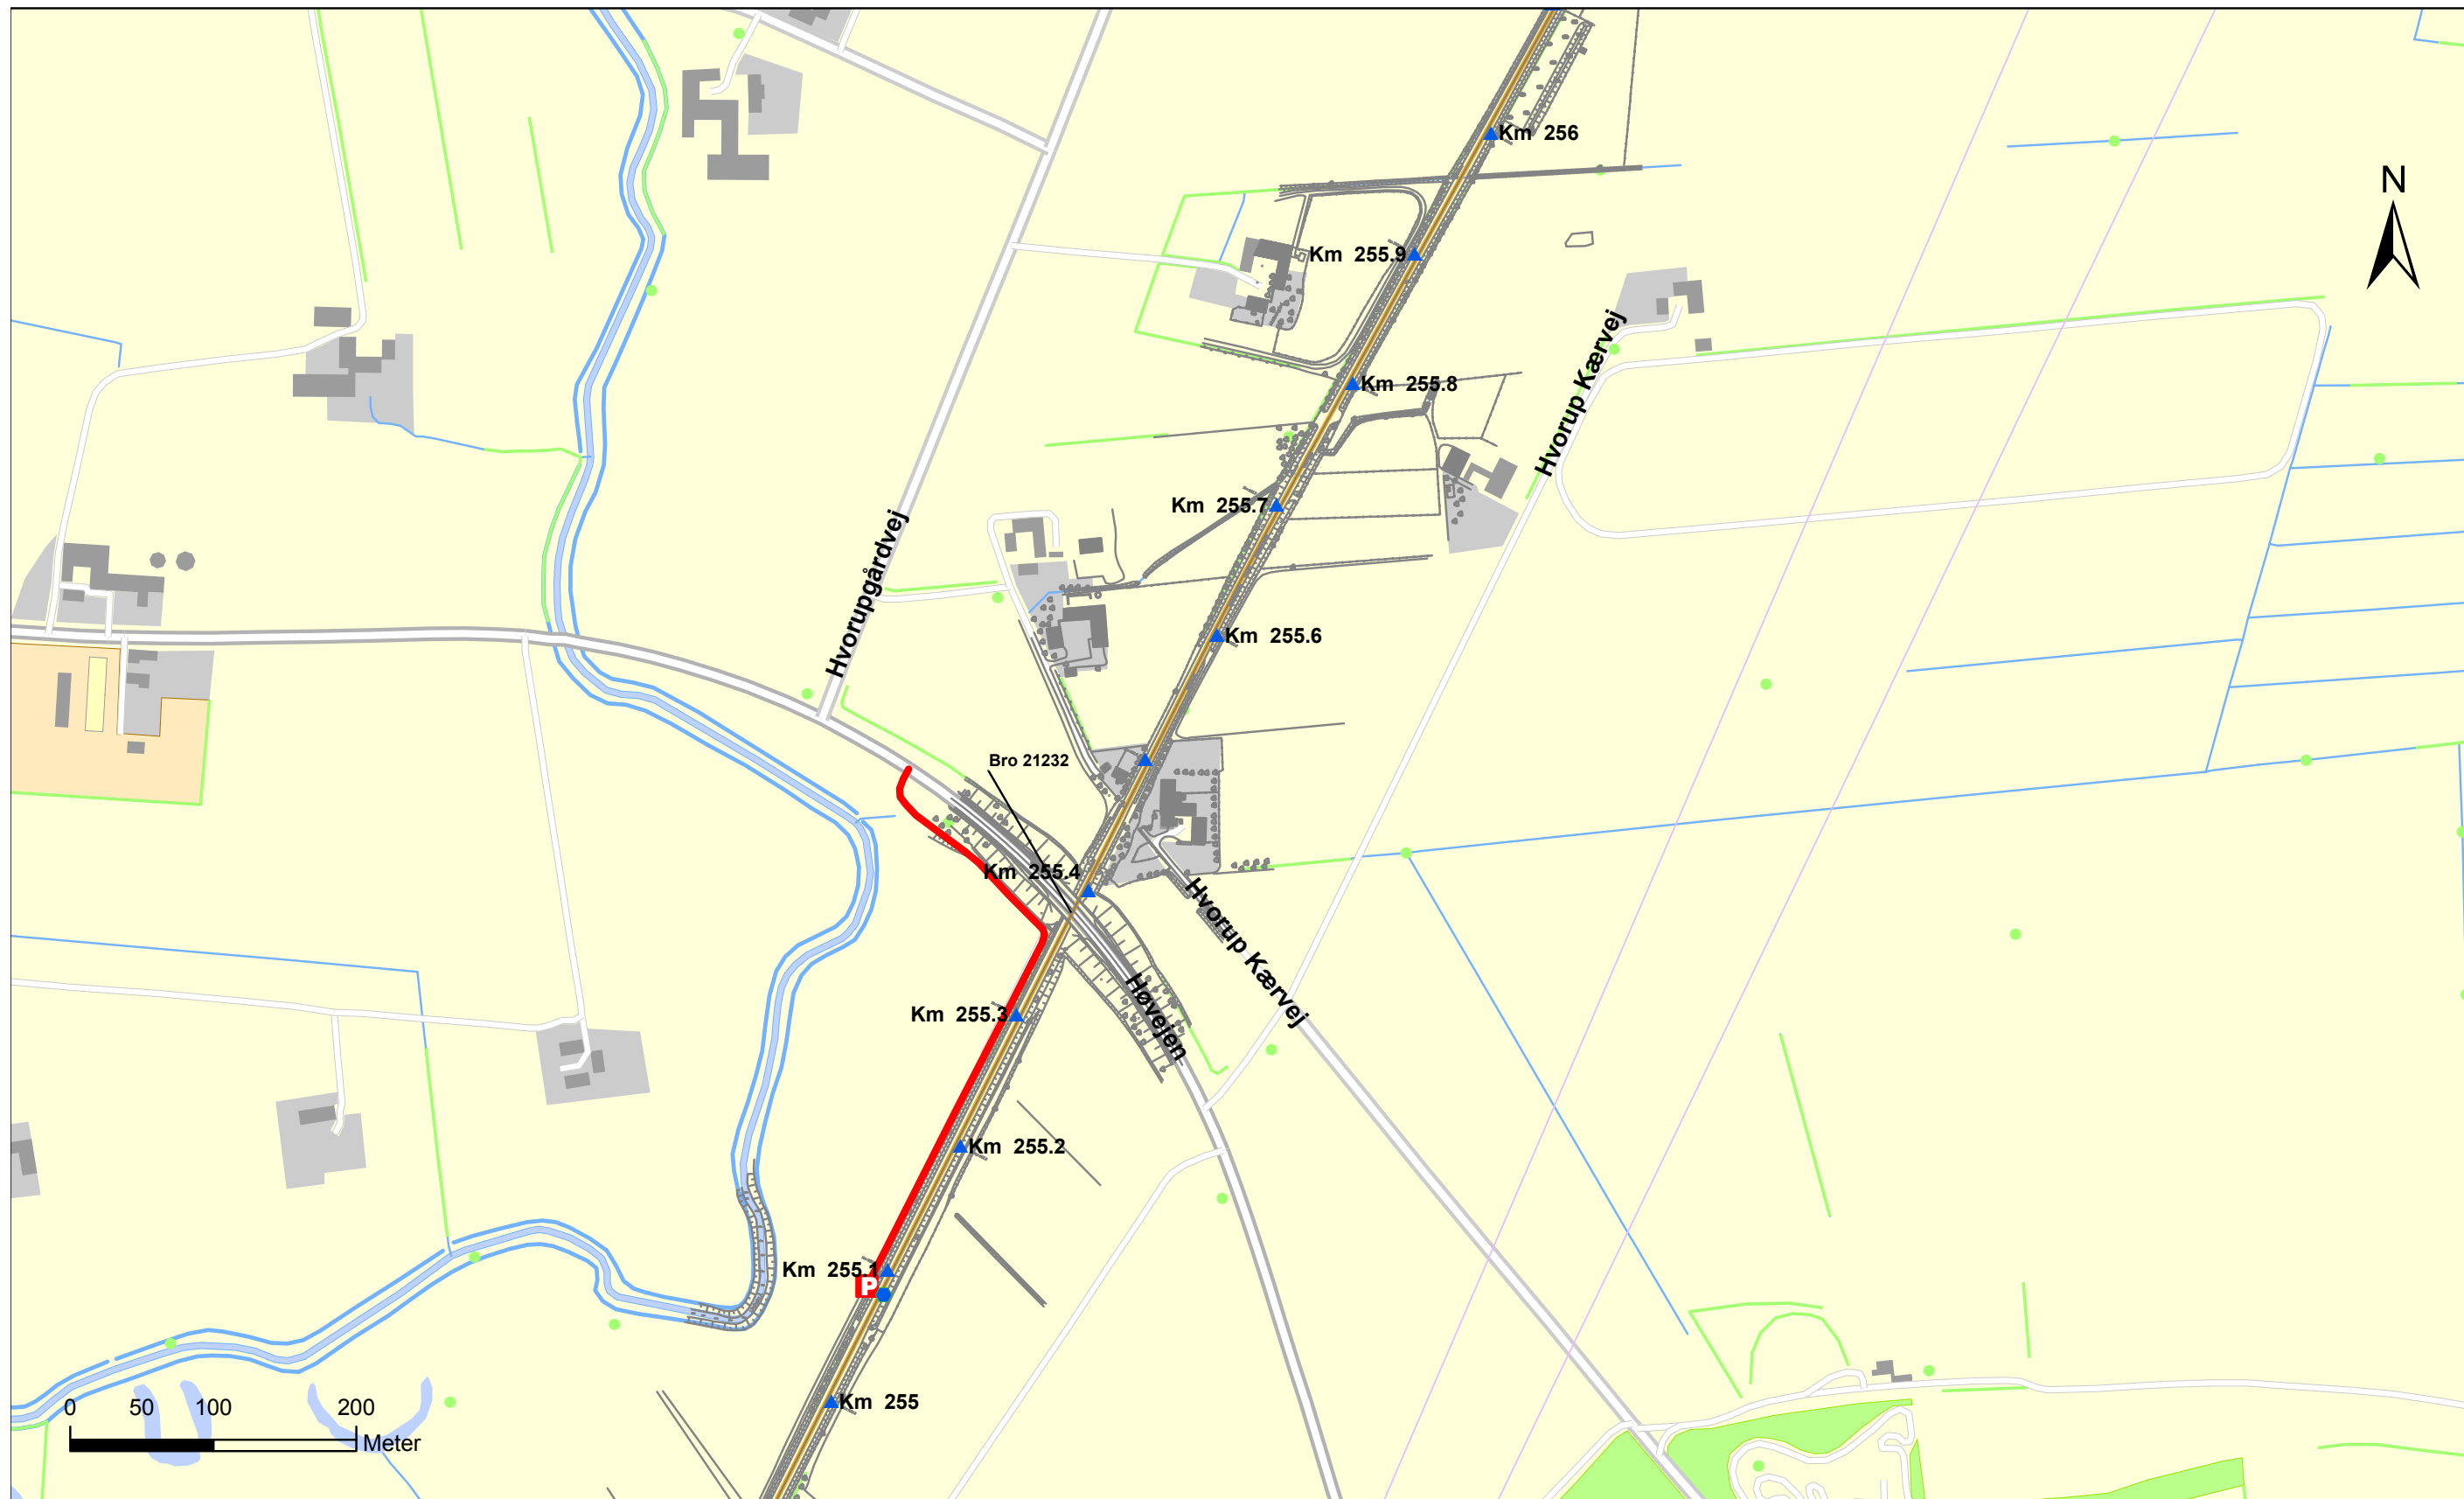 Km 256
N
Km 255.9
Hvorup Kærvej
Km 255.8
Km 255.7
Hvorupgårdvej
Km 255.6
Bro 21232
Km 255.4
Hvorup Kærvej
Høvejen
Km 255.3
Km 255.2
Km 255.1
P
Km 255
0 50 100 200
Meter